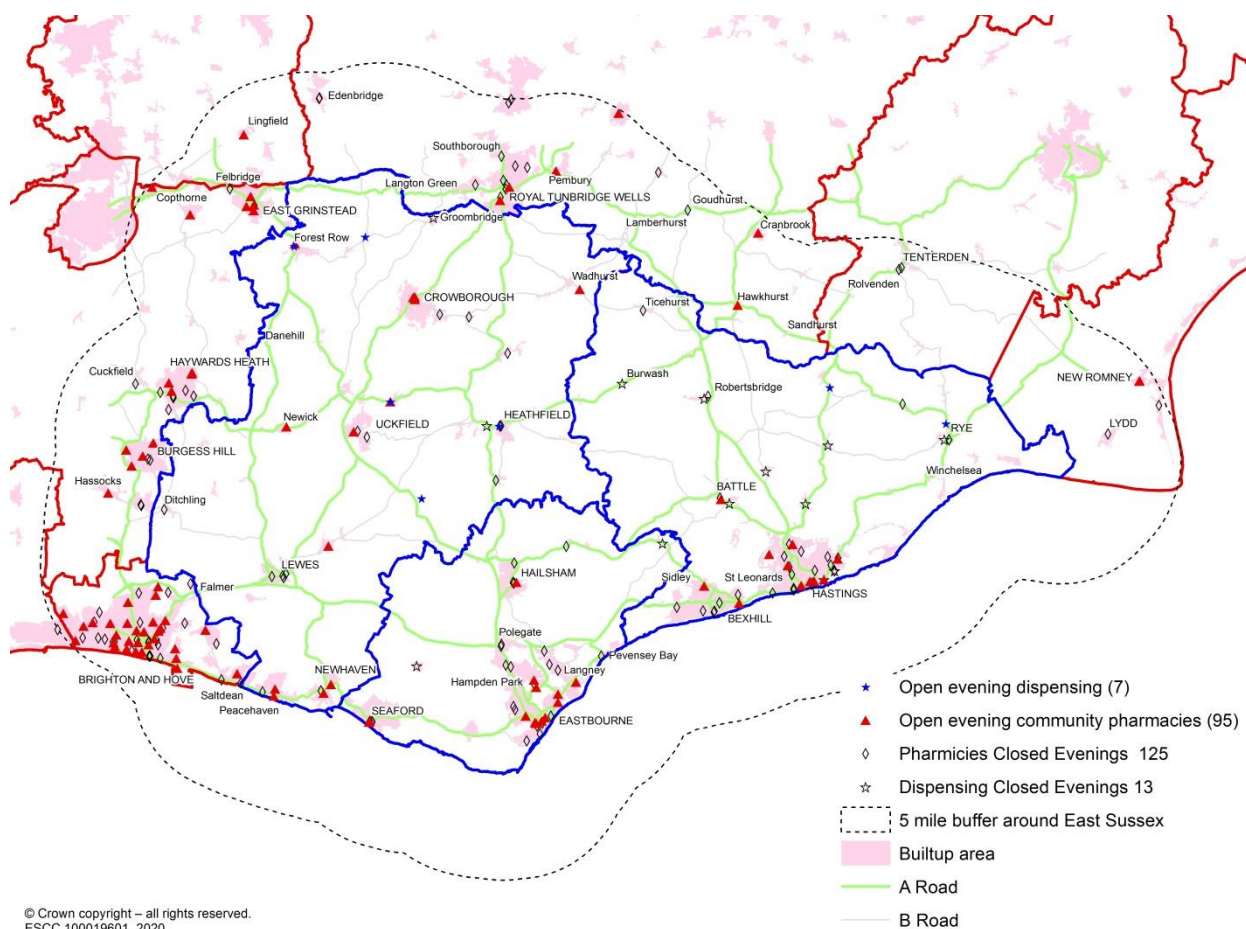 Edenbridge
Lingfield
Southborough
Felbridge
Langton Green
Pembury
Copthorne
ROYAL TUNBRIDGE WELLS
EAST GRINSTEAD
Goudhurst
Groombridge
Lamberhurst
Cranbrook
Forest Row
TENTERDEN
Wadhurst
Rolvenden
CROWBOROUGH
Ticehurst
Hawkhurst
Sandhurst
Danehill
HAYWARDS HEATH
Cuckfield
Burwash
NEW ROMNEY
Robertsbridge
Newick
UCKFIELD
HEATHFIELD
RYE
LYDD
BURGESS HILL
Hassocks
Winchelsea
Ditchling
BATTLE
LEWES
HAILSHAM
Falmer
Sidley
St Leonards
HASTINGS
BEXHILL
Polegate
Pevensey Bay
Langney
NEWHAVEN
Hampden Park
BRIGHTON AND HOVE
Saltdean
Peacehaven
SEAFORD
EASTBOURNE
Open evening dispensing (7)
Open evening community pharmacies (95)
Pharmicies Closed Evenings 125
Dispensing Closed Evenings 13
5 mile buffer around East Sussex
Builtup area
A Road
B Road
© Crown copyright – all rights reserved.
ESCC 100019601, 2020